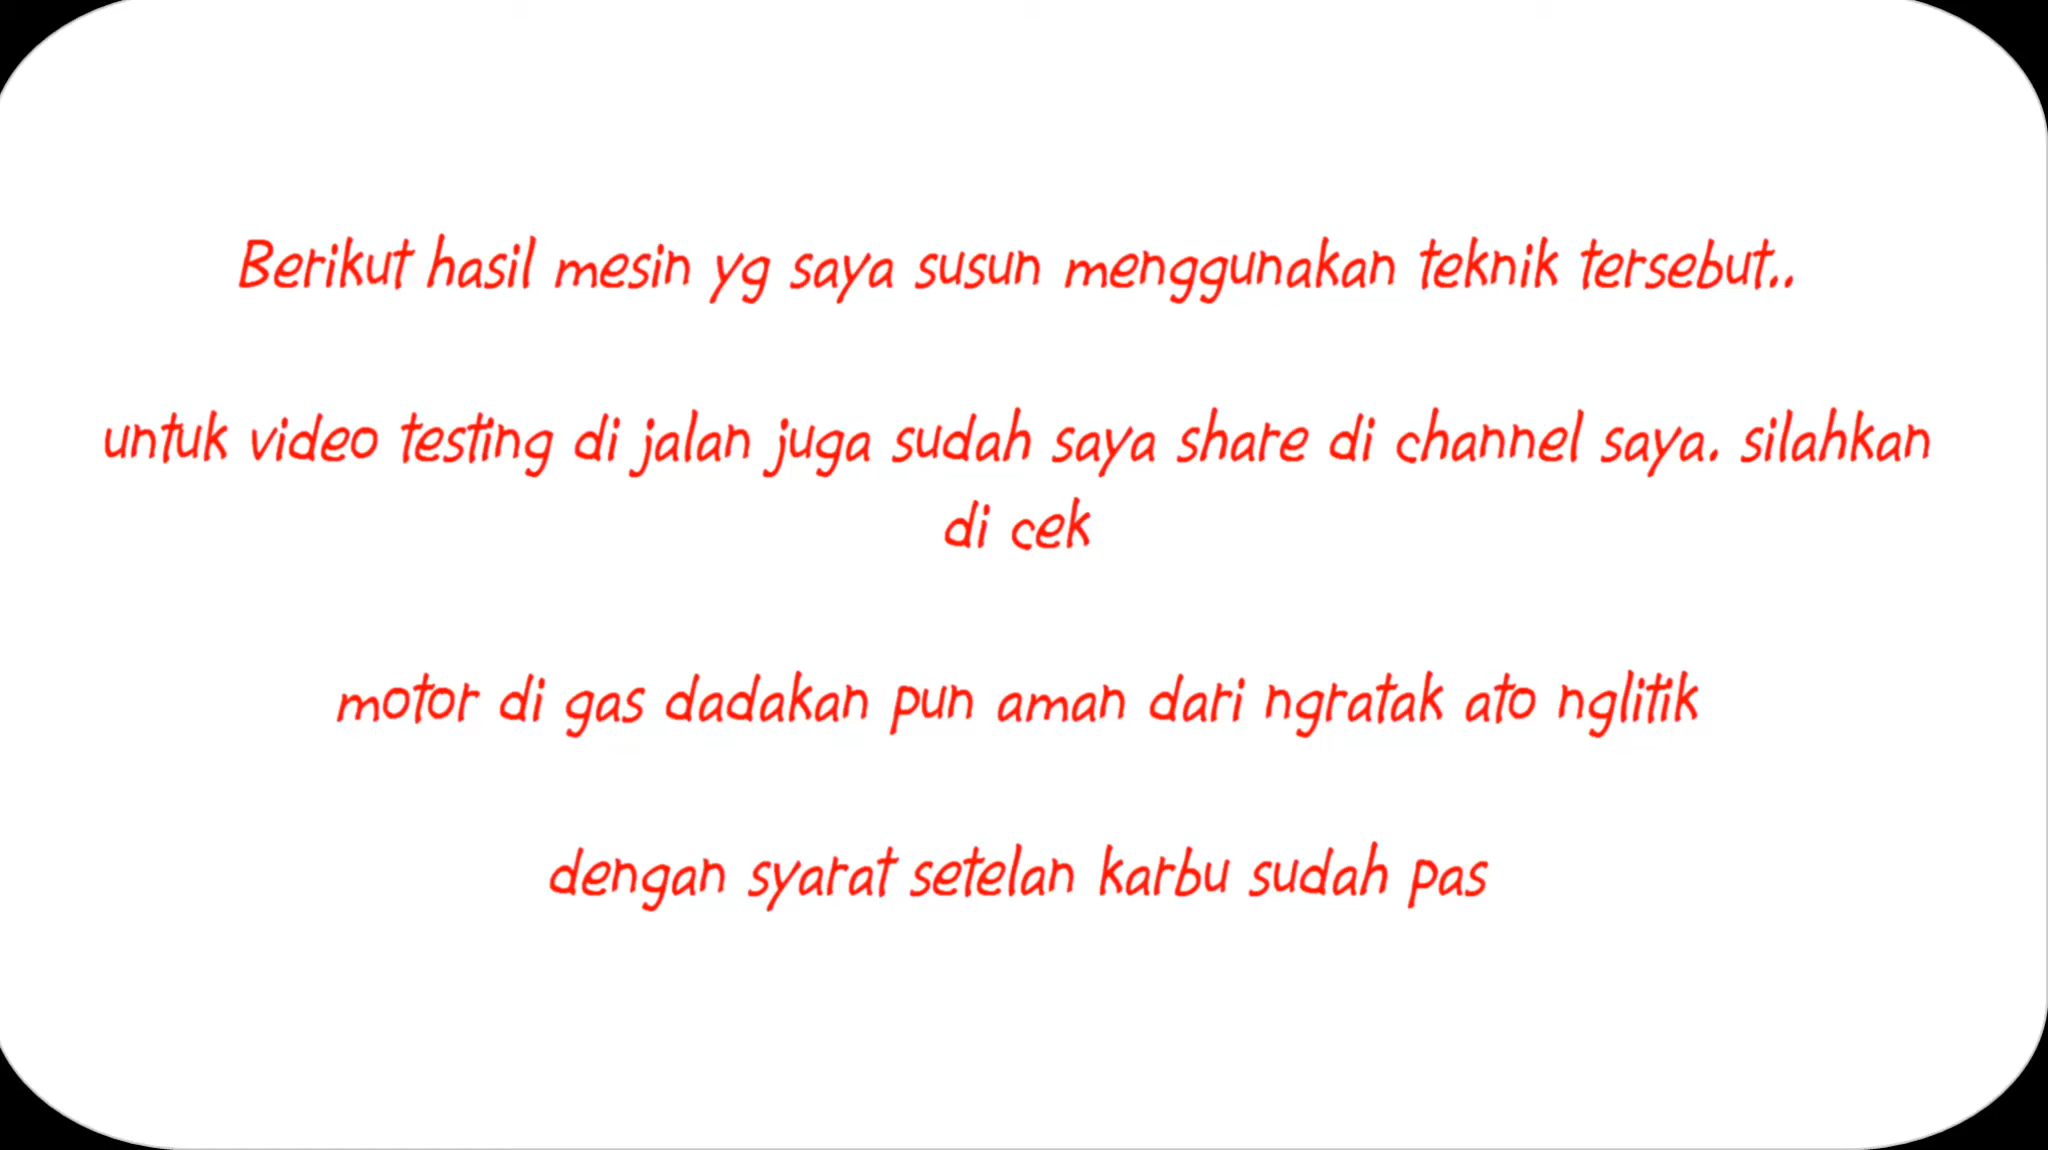 Berikut hasil mesin yg saya susun menggunakan teknik tersebut..
untuk video testing di jalan juga sudah saya share di channel saya. silahkan
di cek
motor di gas dadakan pun aman dari ngratak ato nglitik
dengan syarat setelan karbu sudah pas